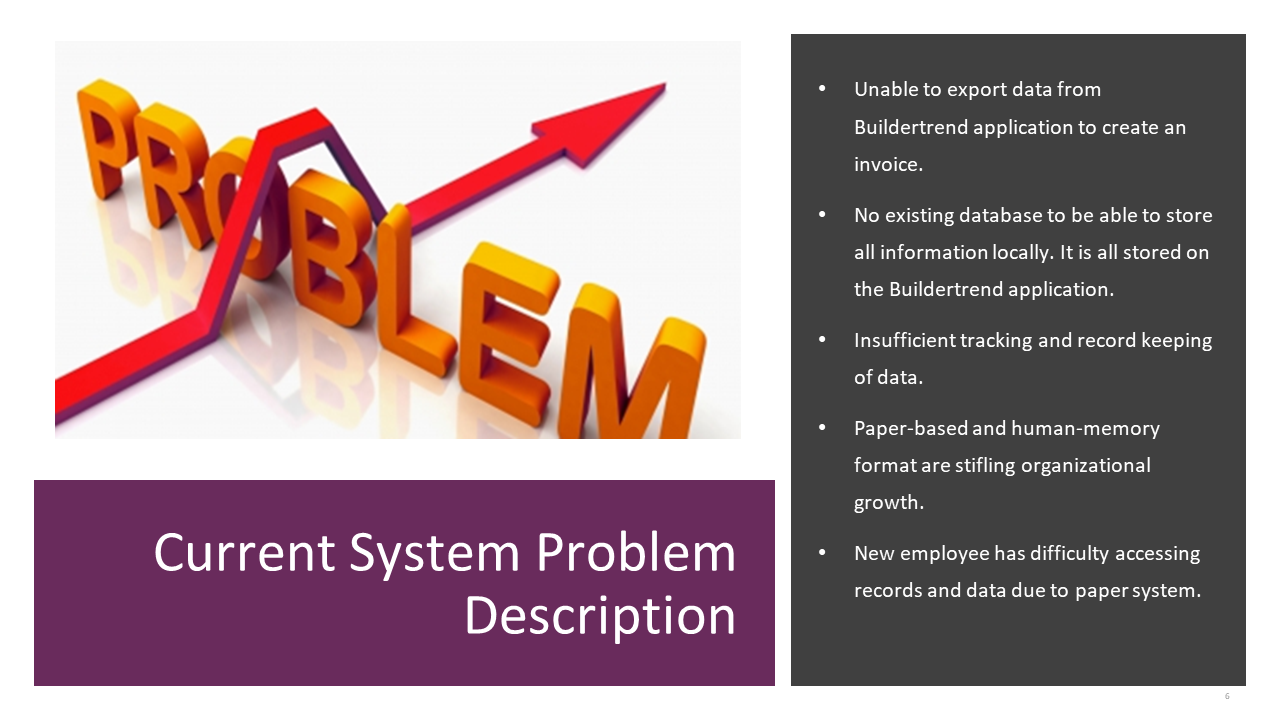 PROBLEM
Current System Problem
Description
• Unable to export data from
Buildertrend application to create an
invoice.
• No existing database to be able to store
all information locally. It is all stored on
the Buildertrend application.
• Insufficient tracking and record keeping
of data.
• Paper-based and human-memory
format are stifling organizational
growth.
• New employee has difficulty accessing
records and data due to paper system.
6